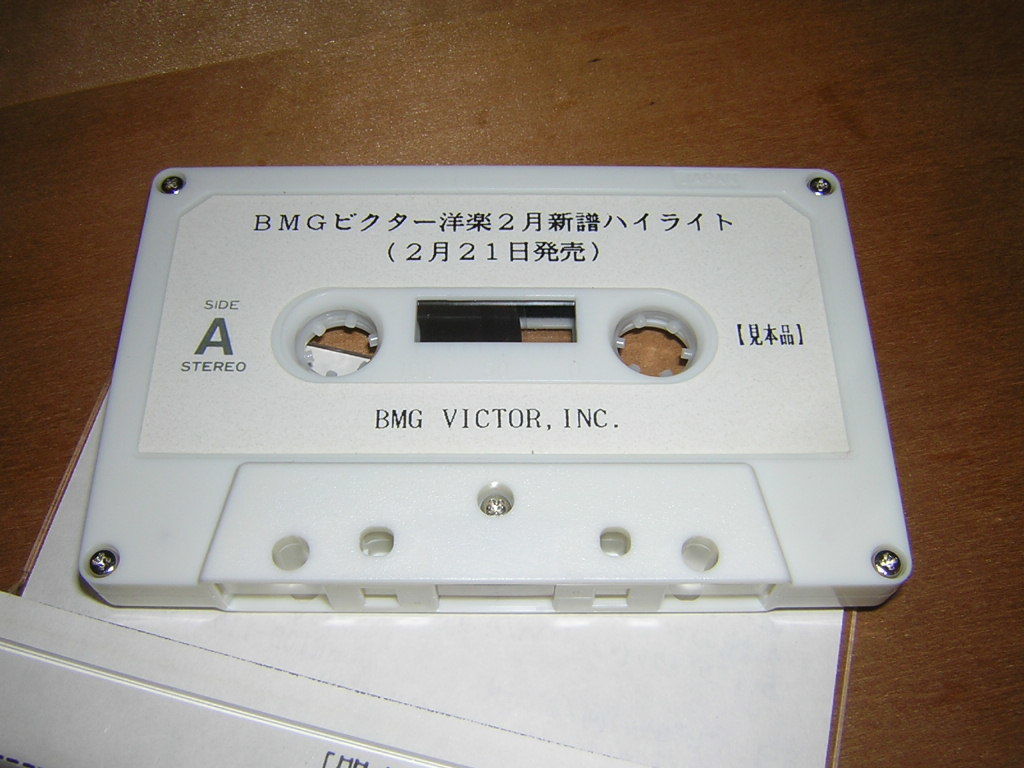 BMGビクター洋楽2月新譜ハイライト
(2月21日発売)
SIDE
A
STEREO
【見本品】
BMG VICTOR, INC.